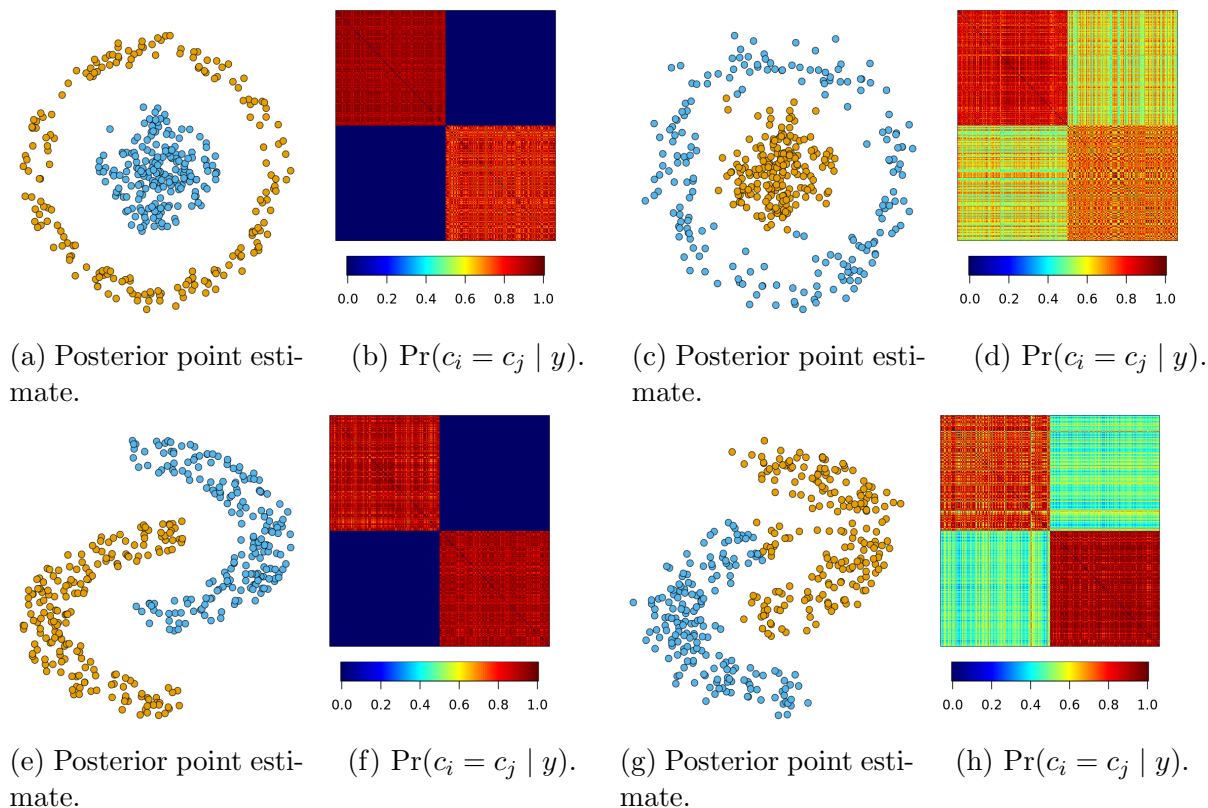 0.0 0.2 0.4 0.6 0.8 1.0
0.0 0.2 0.4 0.6 0.8 1.0
(a) Posterior point esti-
mate.
(b) Pr(c_i = c_j | y).
(c) Posterior point esti-
mate.
(d) Pr(c_i = c_j | y).
0.0 0.2 0.4 0.6 0.8 1.0
0.0 0.2 0.4 0.6 0.8 1.0
(e) Posterior point esti-
mate.
(f) Pr(c_i = c_j | y).
(g) Posterior point esti-
mate.
(h) Pr(c_i = c_j | y).